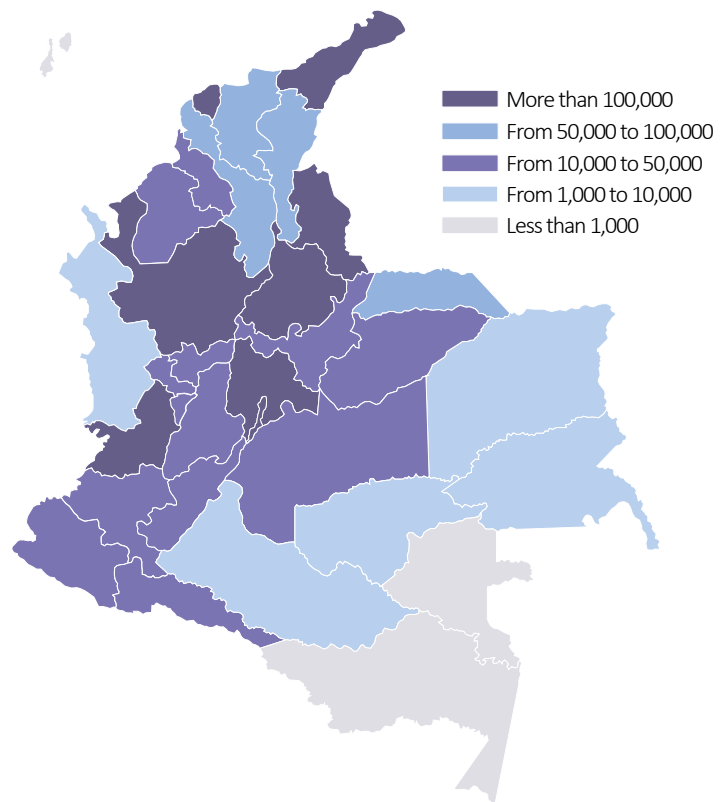 More than 100,000
From 50,000 to 100,000
From 10,000 to 50,000
From 1,000 to 10,000
Less than 1,000